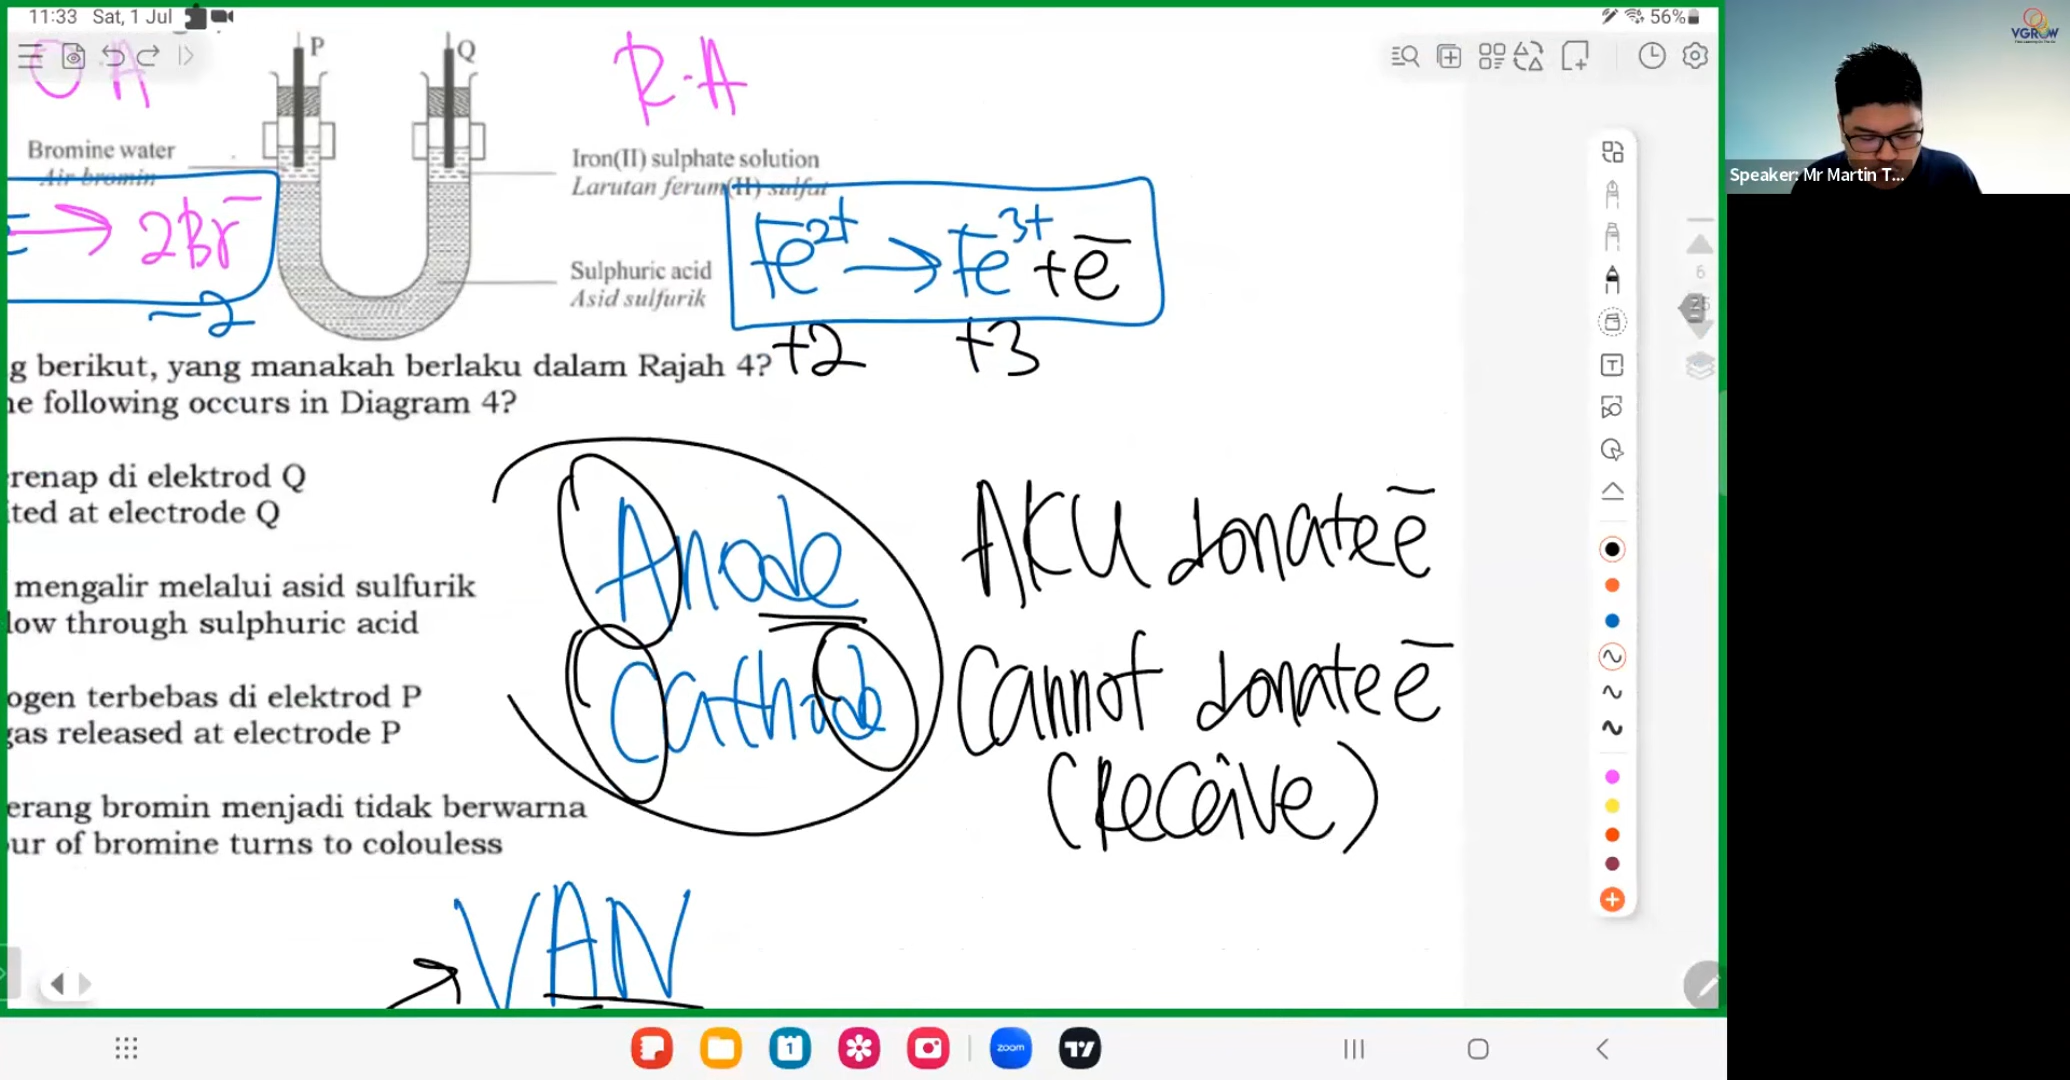 11:33 Sat, 1 Jul
56%
VGROW
O A
P
Q
R.A
Bromine water
Air bromin
Iron(II) sulphate solution
Larutan ferum(II) sulfat
Speaker: Mr Martin T...
→ 2Br⁻
Fe²⁺ → Fe³⁺ + e⁻
Sulphuric acid
Asid sulfurik
-2
+2 +3
g berikut, yang manakah berlaku dalam Rajah 4?
he following occurs in Diagram 4?
renap di elektrod Q
ted at electrode Q
Anode AKU donate e⁻
mengalir melalui asid sulfurik
low through sulphuric acid
Cathode Cannot donate e⁻
(Receive)
ogen terbebas di elektrod P
gas released at electrode P
erang bromin menjadi tidak berwarna
ur of bromine turns to colouless
VAN
6
T
1
zoom